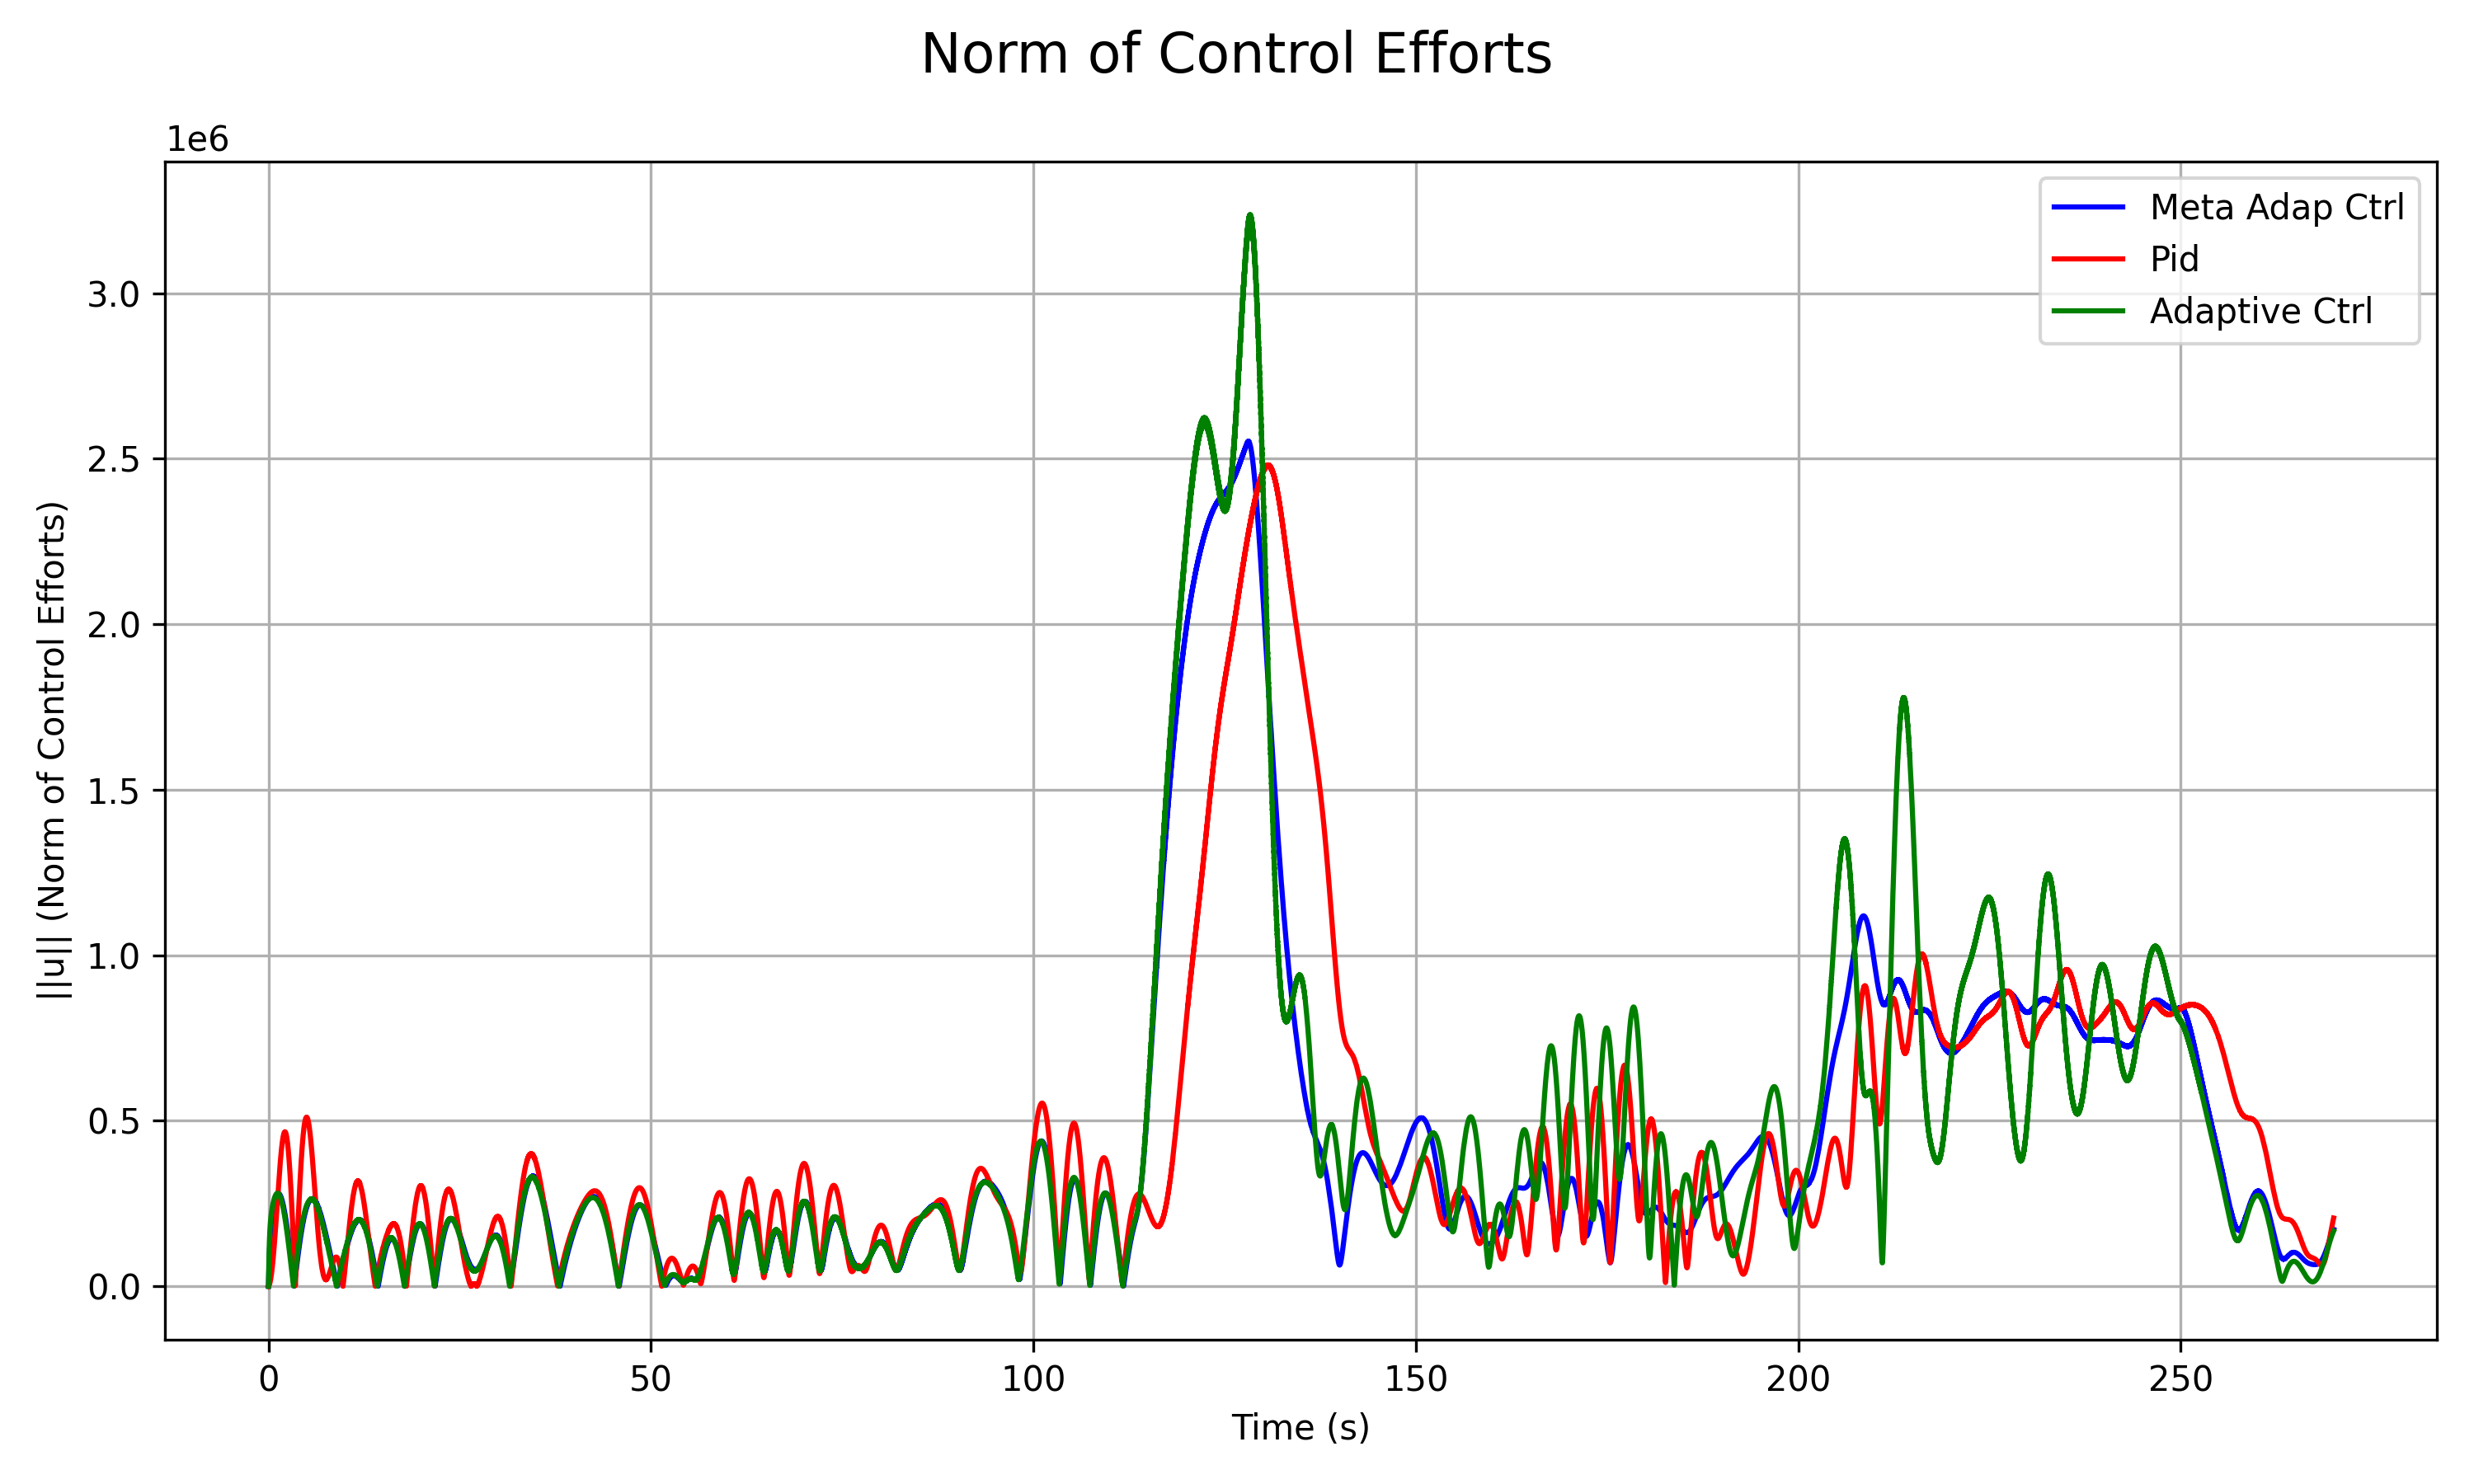 Norm of Control Efforts
1e6
Meta Adap Ctrl
Pid
Adaptive Ctrl
||u|| (Norm of Control Efforts)
3.0
2.5
2.0
1.5
1.0
0.5
0.0
0 50 100 150 200 250
Time (s)